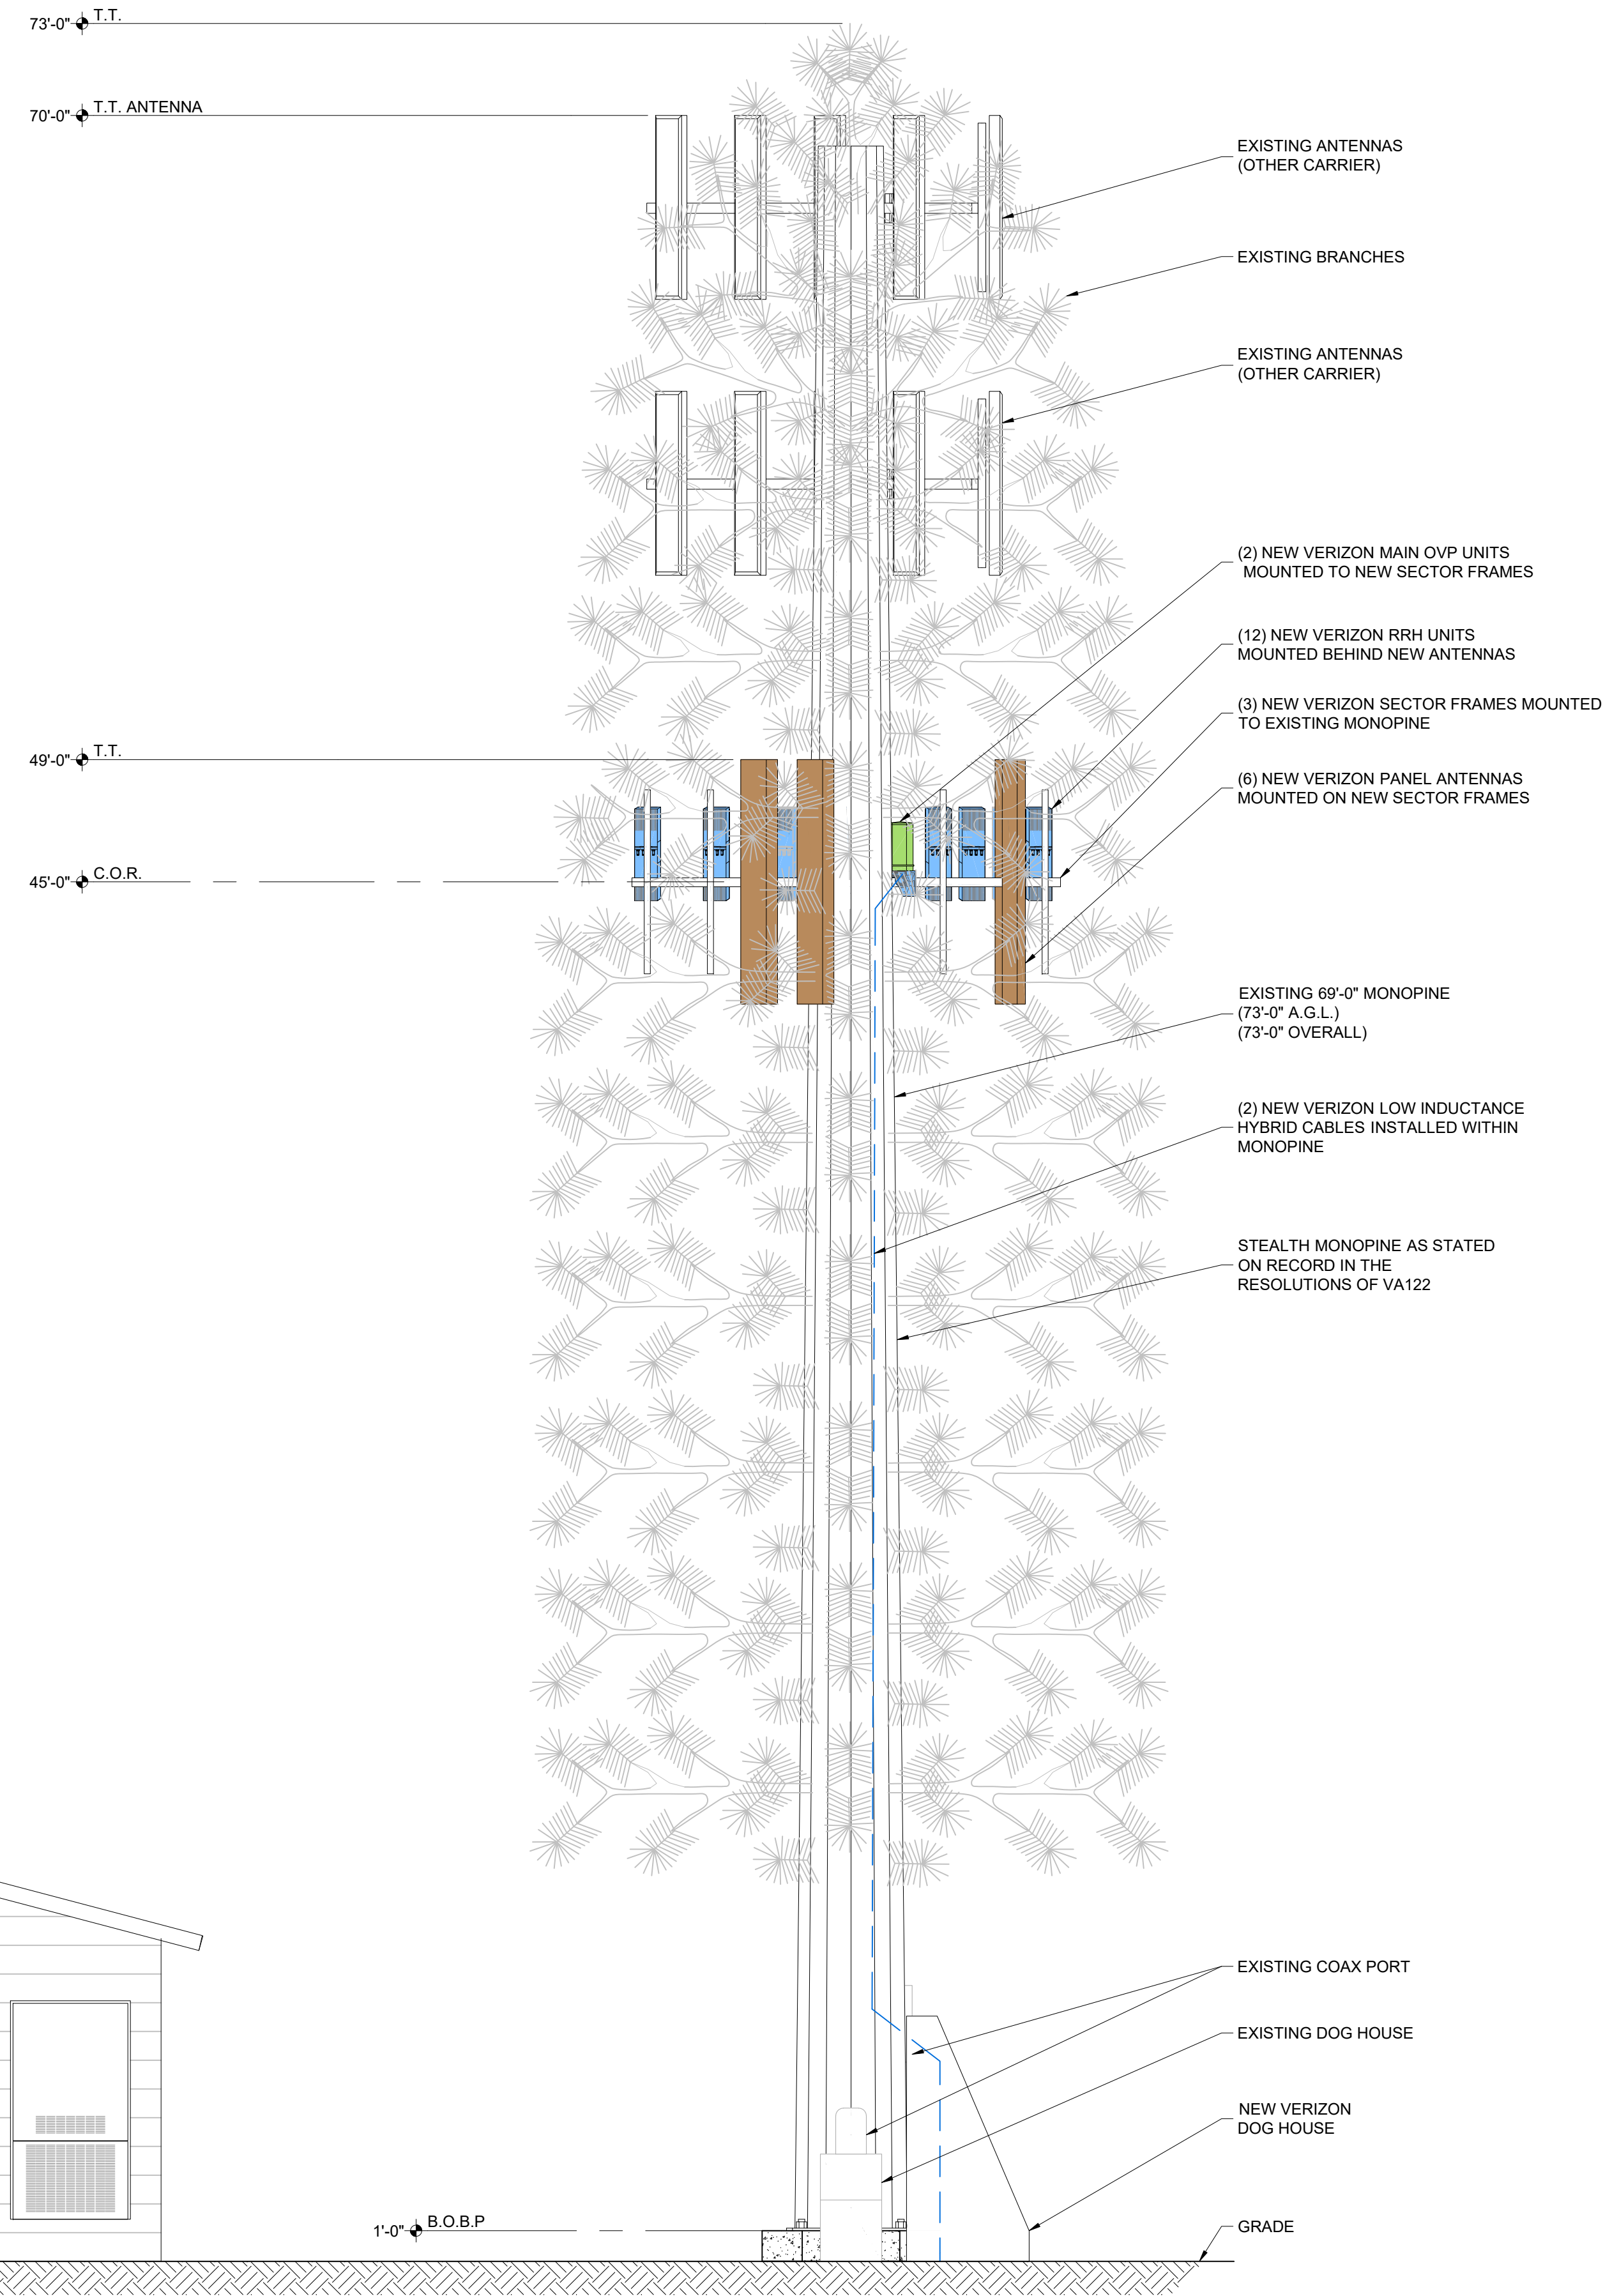 73'-0" T.T.
70'-0" T.T. ANTENNA
EXISTING ANTENNAS
(OTHER CARRIER)
EXISTING BRANCHES
EXISTING ANTENNAS
(OTHER CARRIER)
(2) NEW VERIZON MAIN OVP UNITS
MOUNTED TO NEW SECTOR FRAMES
(12) NEW VERIZON RRH UNITS
MOUNTED BEHIND NEW ANTENNAS
(3) NEW VERIZON SECTOR FRAMES MOUNTED
TO EXISTING MONOPINE
49'-0" T.T.
(6) NEW VERIZON PANEL ANTENNAS
MOUNTED ON NEW SECTOR FRAMES
45'-0" C.O.R.
EXISTING 69'-0" MONOPINE
(73'-0" A.G.L.)
(73'-0" OVERALL)
(2) NEW VERIZON LOW INDUCTANCE
HYBRID CABLES INSTALLED WITHIN
MONOPINE
STEALTH MONOPINE AS STATED
ON RECORD IN THE
RESOLUTIONS OF VA122
EXISTING COAX PORT
EXISTING DOG HOUSE
NEW VERIZON
DOG HOUSE
1'-0" B.O.B.P
GRADE